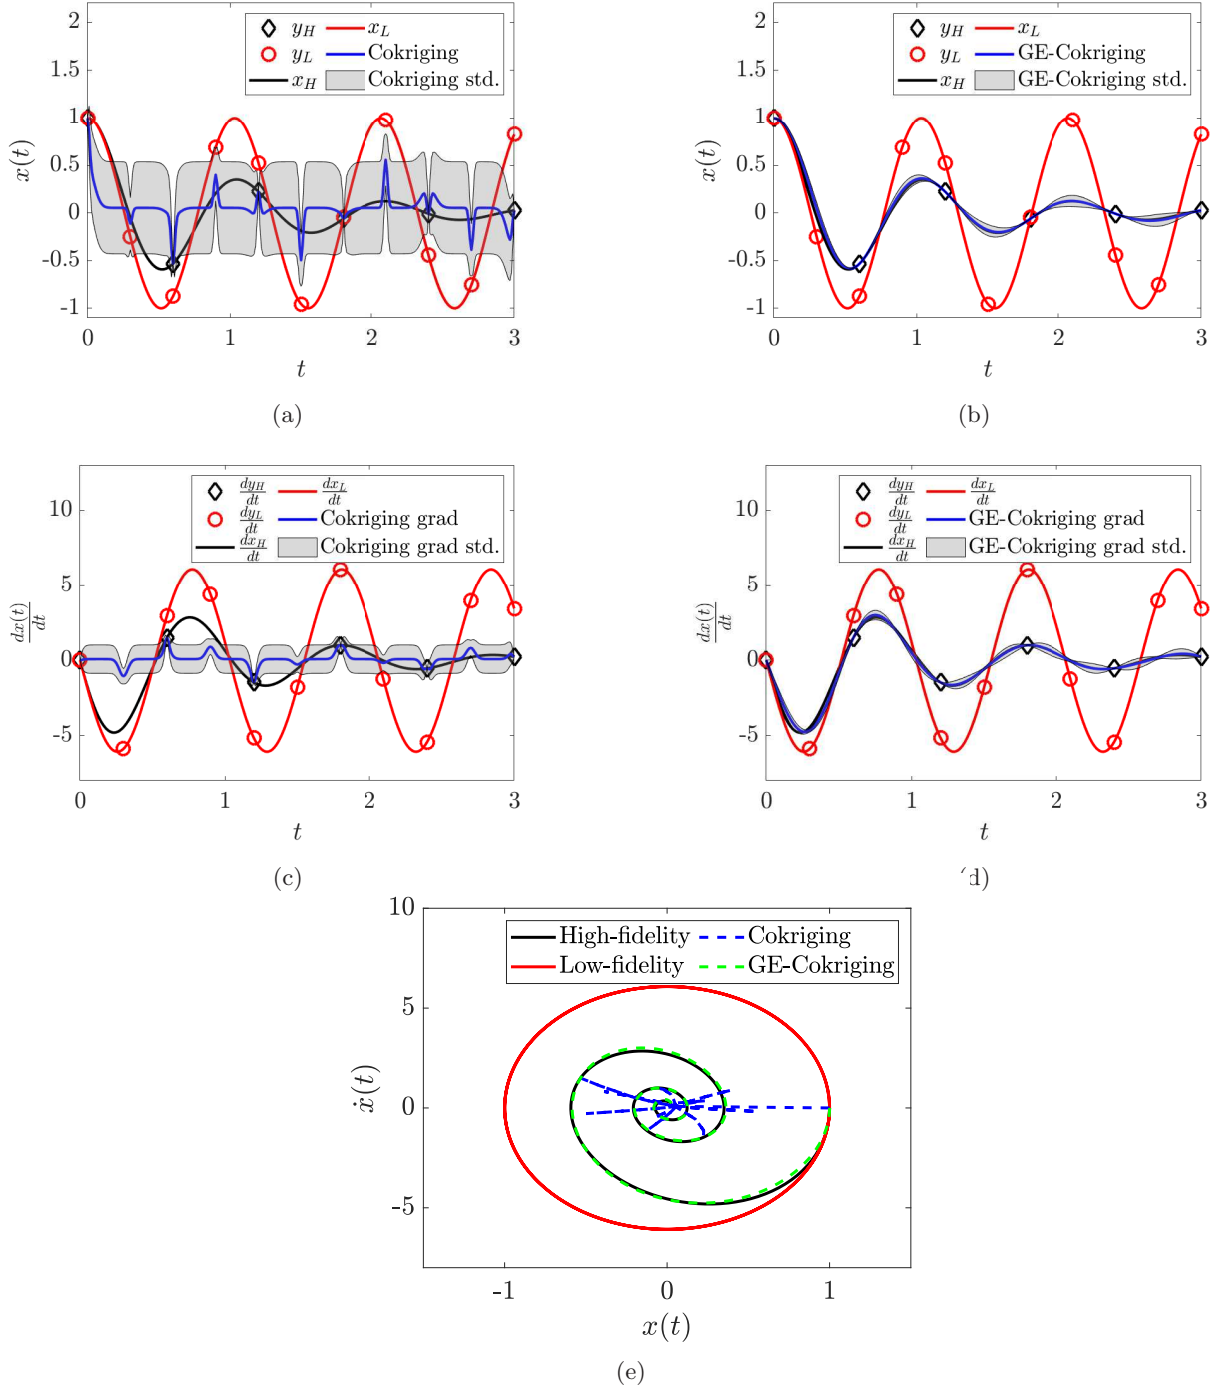 2
1.5
1
0.5
0
-0.5
-1
x(t)
y_H x_L
y_L Cokriging
x_H Cokriging std.
0 1 2 3
t
(a)
2
1.5
1
0.5
0
-0.5
-1
x(t)
y_H x_L
y_L GE-Cokriging
x_H GE-Cokriging std.
0 1 2 3
t
(b)
10
5
0
-5
dx(t)/dt
dy_H/dt dx_L/dt
dy_L/dt Cokriging grad
dx_H/dt Cokriging grad std.
0 1 2 3
t
(c)
10
5
0
-5
dx(t)/dt
dy_H/dt dx_L/dt
dy_L/dt GE-Cokriging grad
dx_H/dt GE-Cokriging grad std.
0 1 2 3
t
(d)
10
5
0
-5
ẋ(t)
High-fidelity Cokriging
Low-fidelity GE-Cokriging
-1 0 1
x(t)
(e)